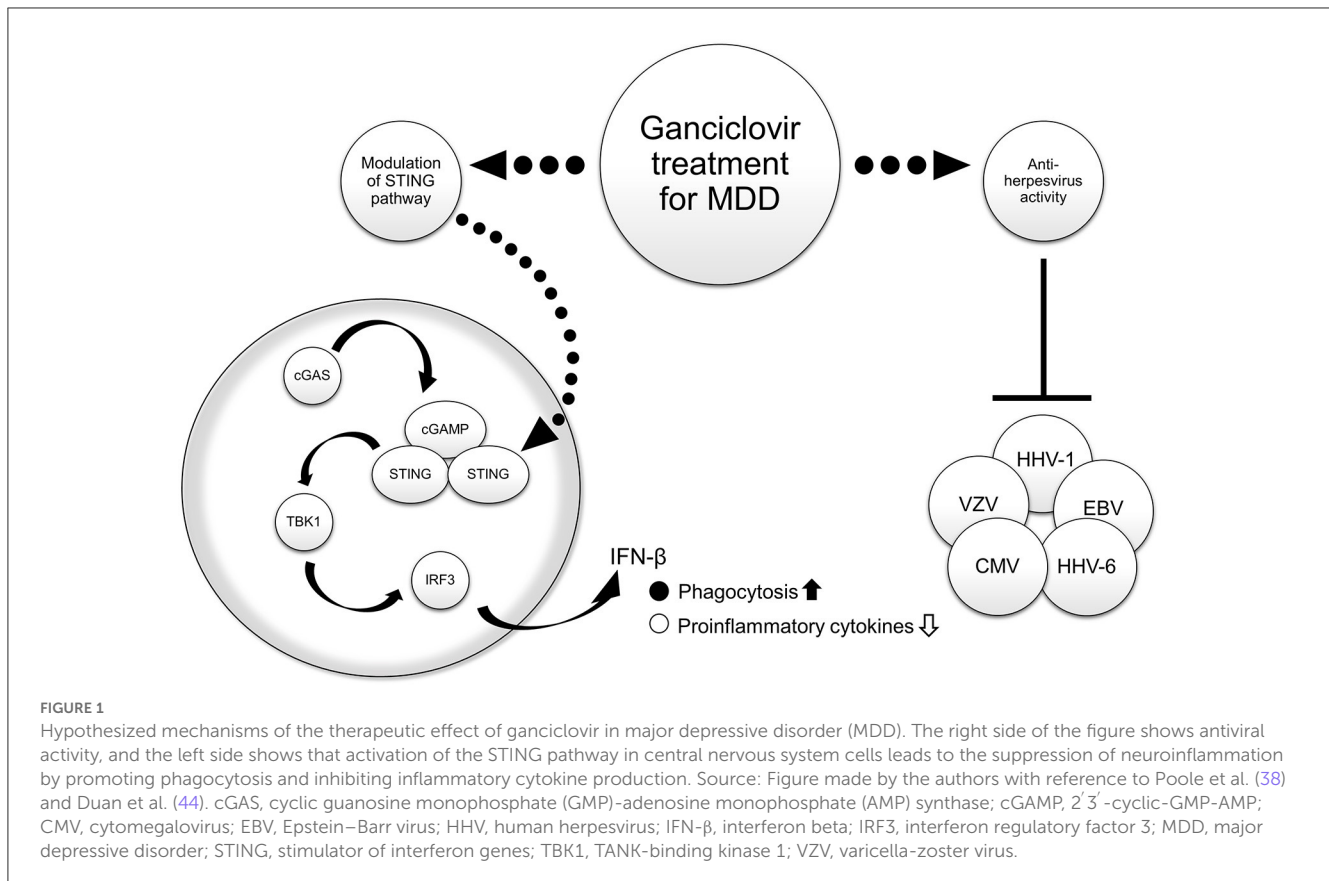 Ganciclovir
treatment
for MDD
Modulation
of STING
pathway
Anti-
herpesvirus
activity
cGAS
cGAMP
STING
STING
TBK1
IRF3
IFN-β
Phagocytosis
Proinflammatory cytokines
HHV-1
VZV
EBV
CMV
HHV-6
FIGURE 1
Hypothesized mechanisms of the therapeutic effect of ganciclovir in major depressive disorder (MDD). The right side of the figure shows antiviral
activity, and the left side shows that activation of the STING pathway in central nervous system cells leads to the suppression of neuroinflammation
by promoting phagocytosis and inhibiting inflammatory cytokine production. Source: Figure made by the authors with reference to Poole et al. (38)
and Duan et al. (44). cGAS, cyclic guanosine monophosphate (GMP)-adenosine monophosphate (AMP) synthase; cGAMP, 2′3′-cyclic-GMP-AMP;
CMV, cytomegalovirus; EBV, Epstein–Barr virus; HHV, human herpesvirus; IFN-β, interferon beta; IRF3, interferon regulatory factor 3; MDD, major
depressive disorder; STING, stimulator of interferon genes; TBK1, TANK-binding kinase 1; VZV, varicella-zoster virus.